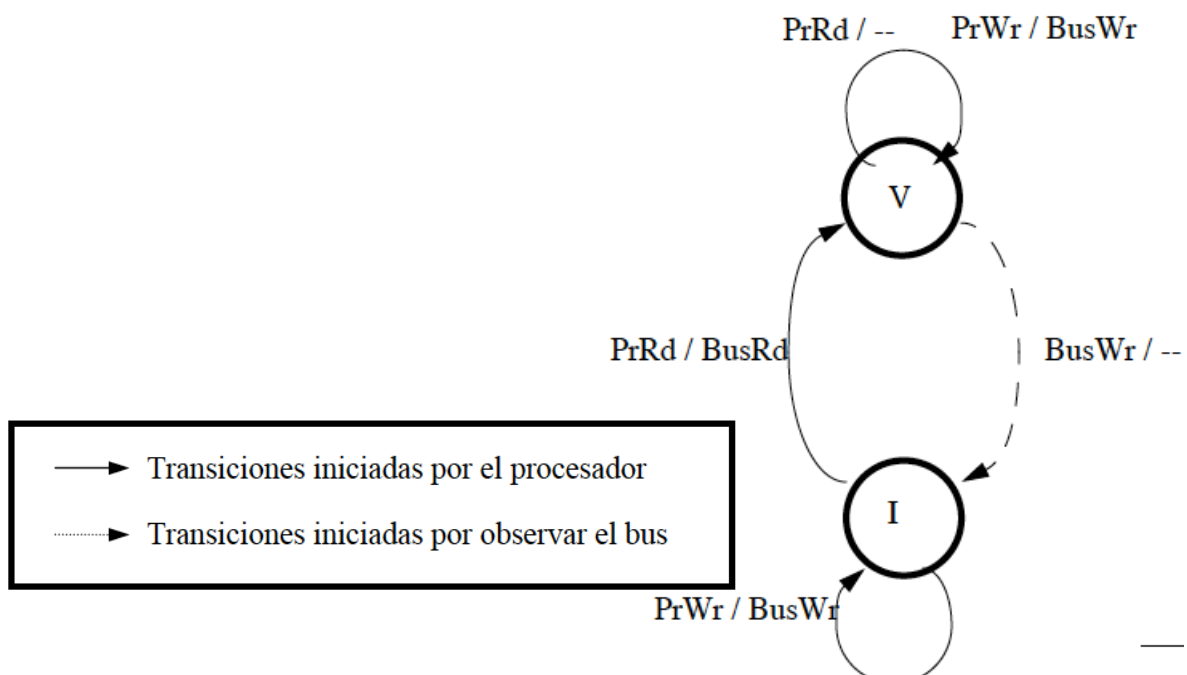 PrRd / -- PrWr / BusWr
V
PrRd / BusRd BusWr / --
Transiciones iniciadas por el procesador
Transiciones iniciadas por observar el bus
I
PrWr / BusWr